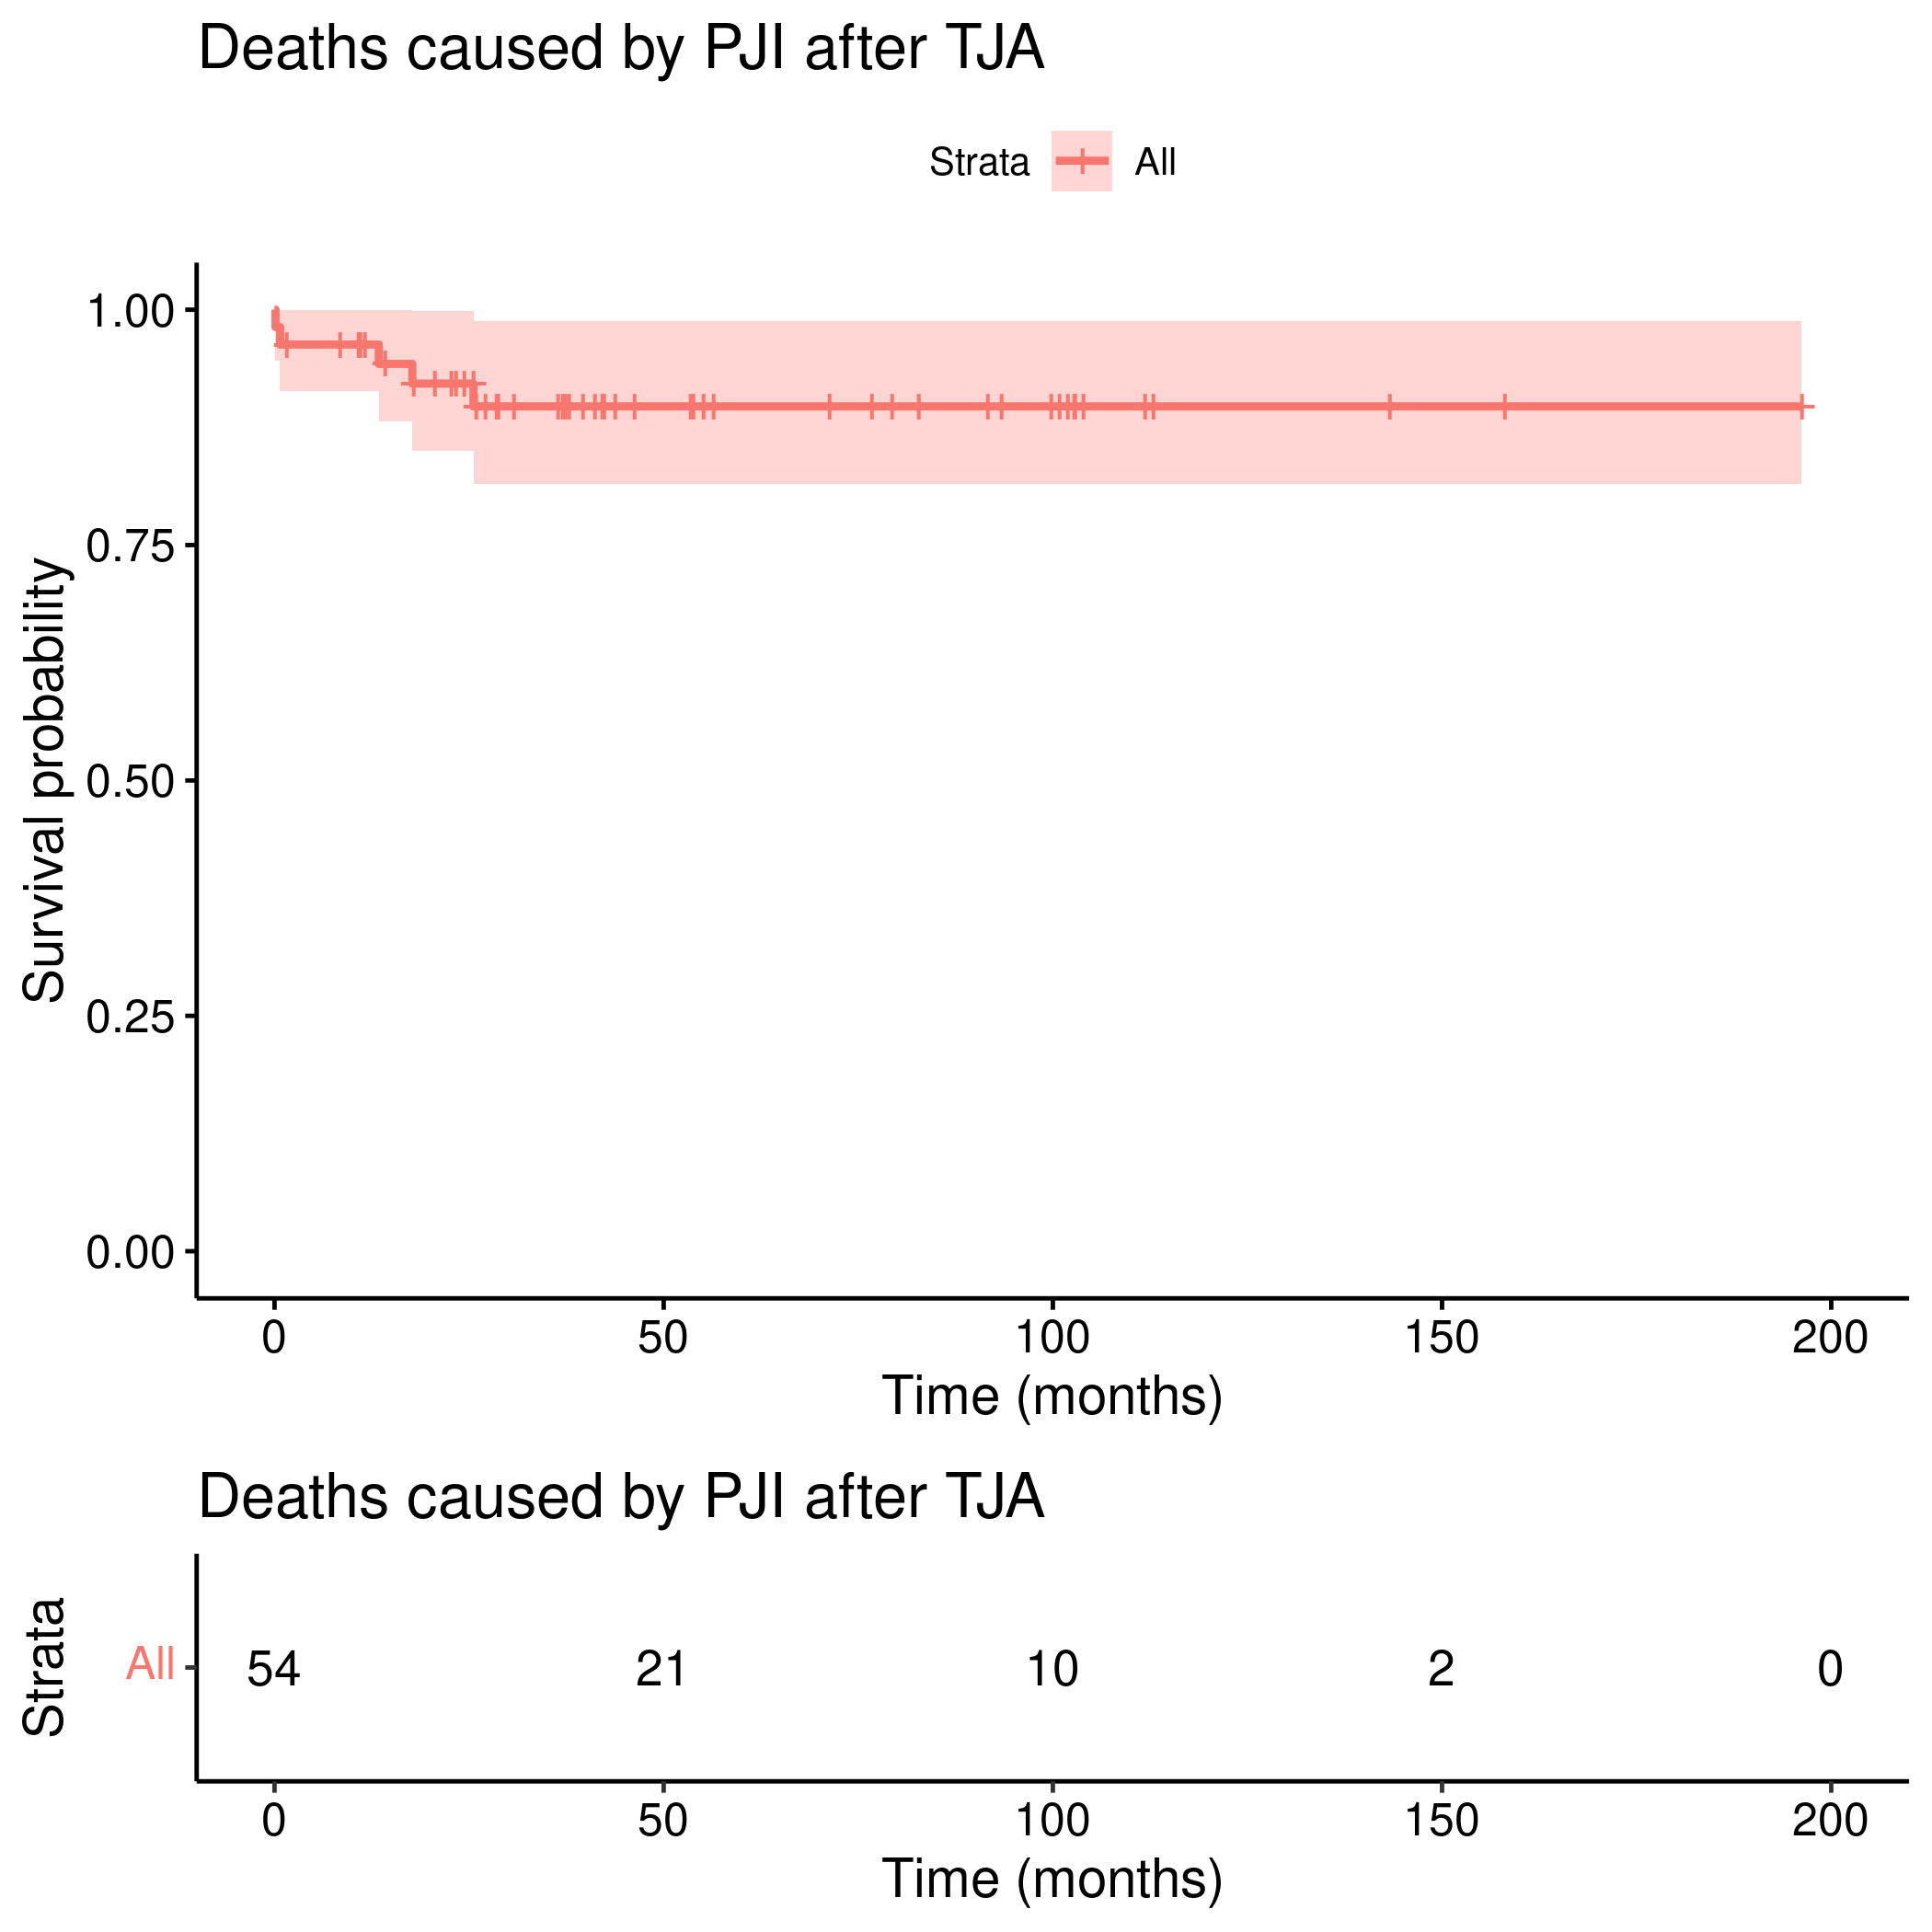 Deaths caused by PJI after TJA
Strata All
1.00
0.75
0.50
0.25
0.00
Survival probability
0 50 100 150 200
Time (months)
Deaths caused by PJI after TJA
Strata
All 54 21 10 2 0
0 50 100 150 200
Time (months)